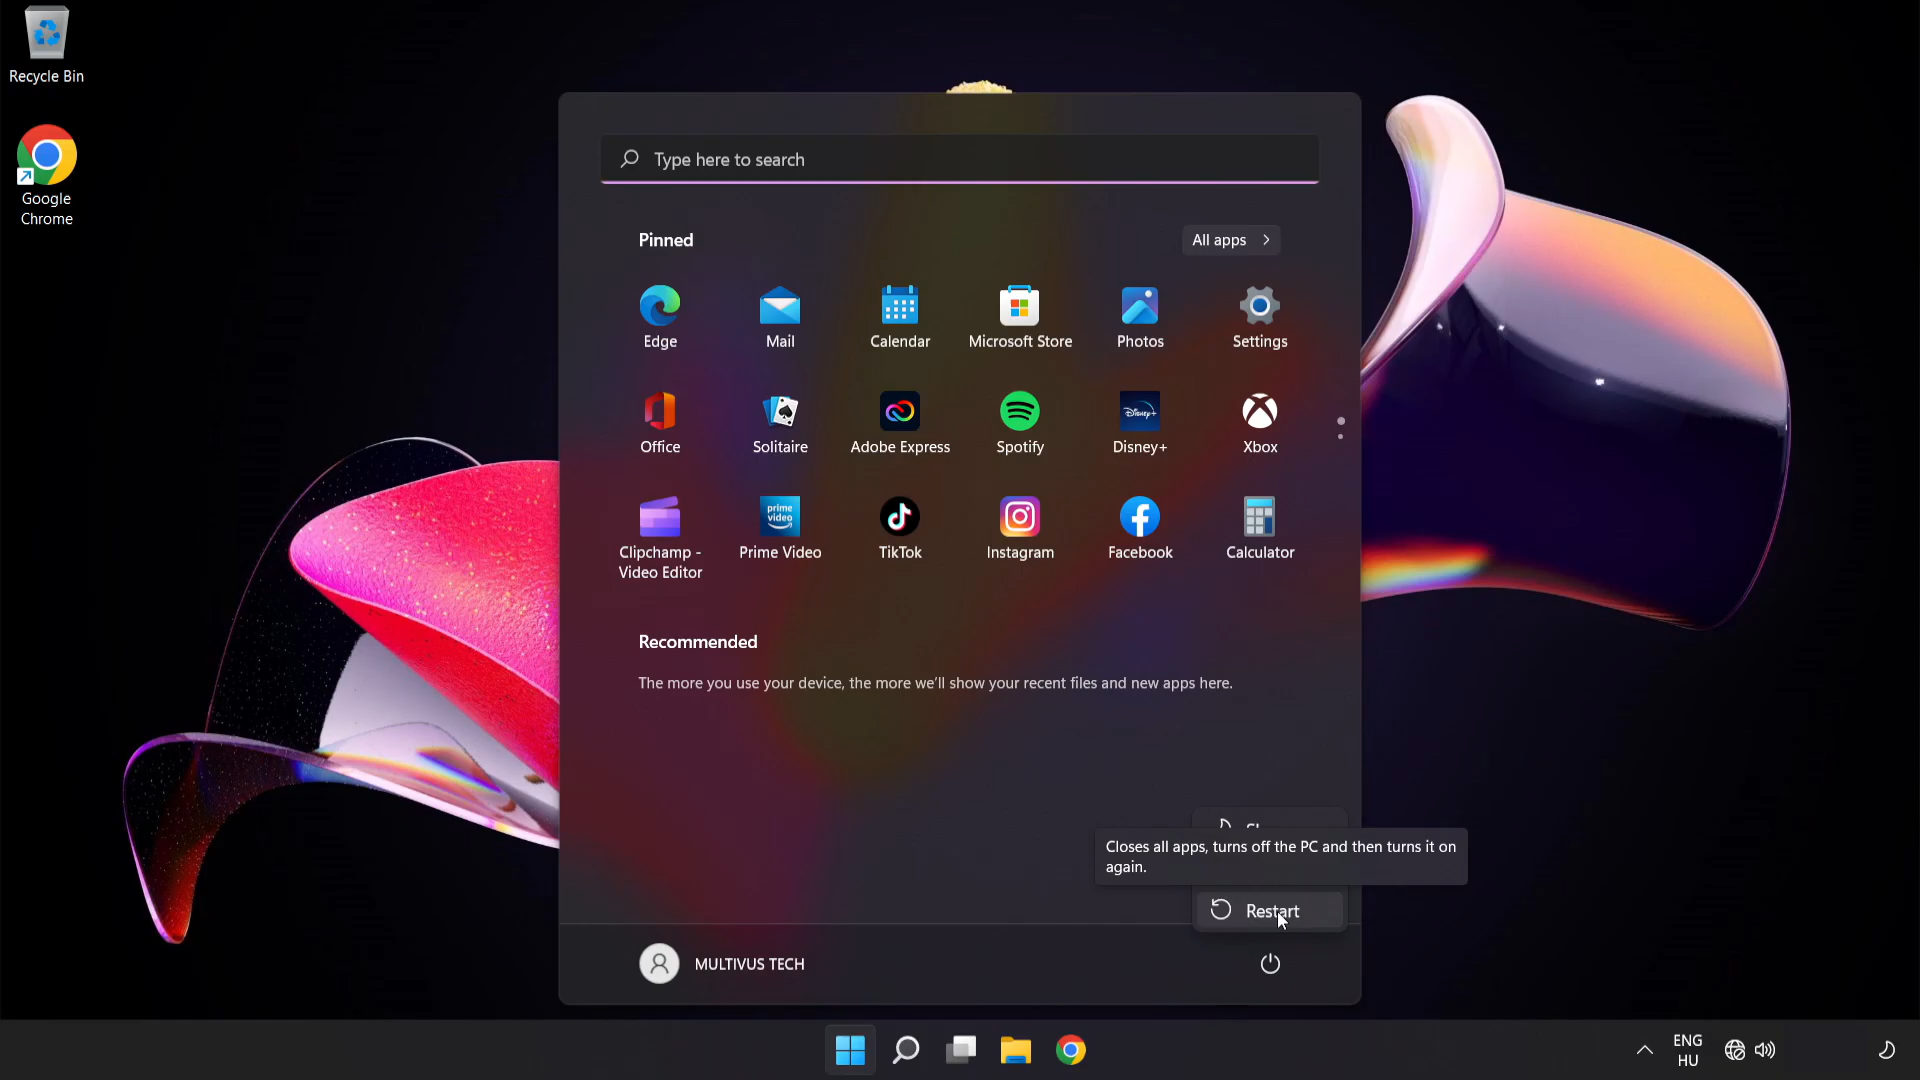 Recycle Bin
Google
Chrome
Type here to search
Pinned
All apps
Edge
Mail
Calendar
Microsoft Store
Photos
Settings
Office
Solitaire
Adobe Express
Spotify
Disney+
Disney+
Xbox
prime
video
Clipchamp -
Video Editor
Prime Video
TikTok
Instagram
Facebook
Calculator
Recommended
The more you use your device, the more we'll show your recent files and new apps here.
Closes all apps, turns off the PC and then turns it on
again.
Restart
MULTIVUS TECH
ENG
HU